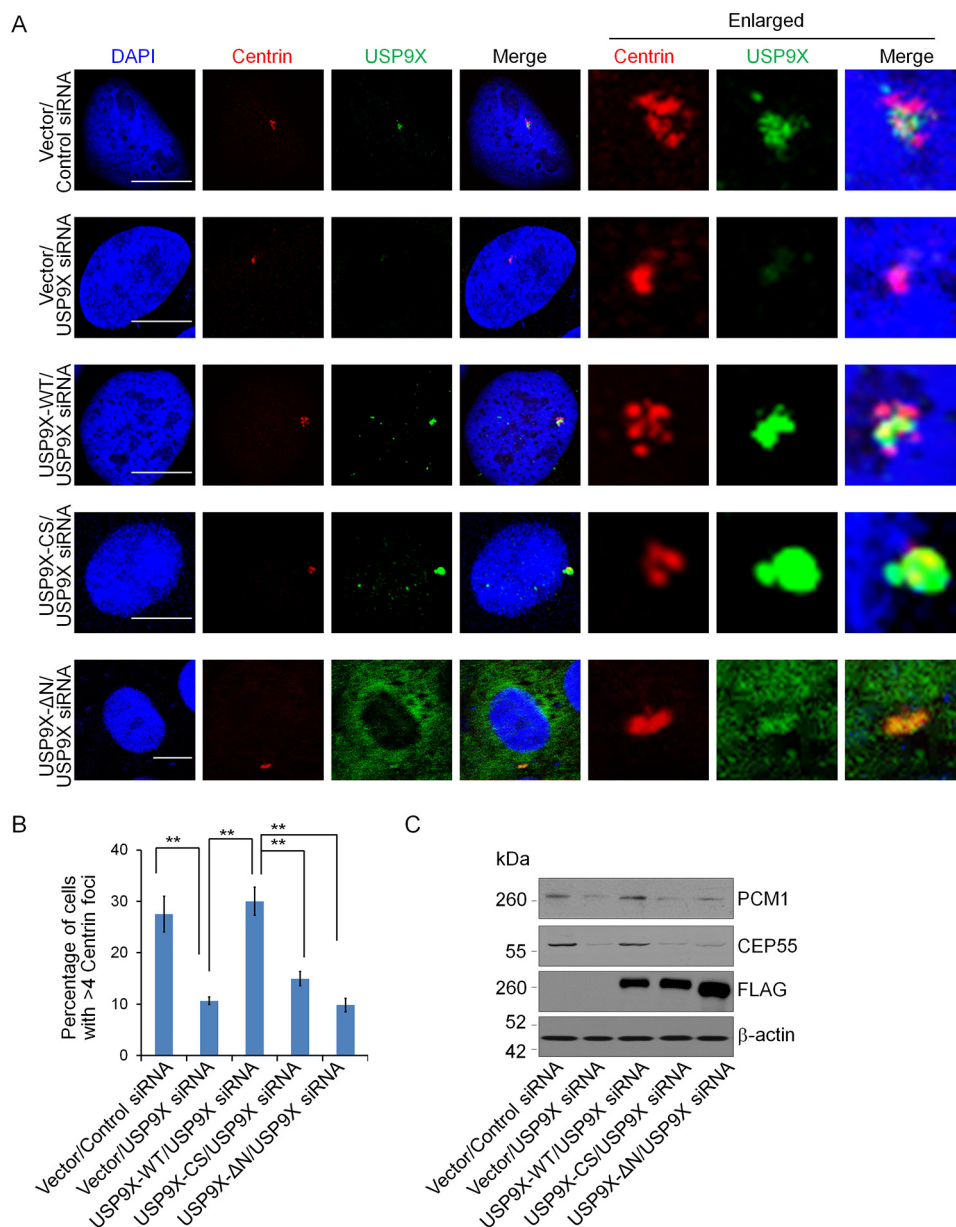 A
Enlarged
DAPI Centrin USP9X Merge Centrin USP9X Merge
Vector/
Control siRNA
Vector/
USP9X siRNA
USP9X-WT/
USP9X siRNA
USP9X-CS/
USP9X siRNA
USP9X-ΔN/
USP9X siRNA
B
Percentage of cells
with >4 Centrin foci
40
30
20
10
0
**
**
**
**
Vector/Control siRNA
Vector/USP9X siRNA
USP9X-WT/USP9X siRNA
USP9X-CS/USP9X siRNA
USP9X-ΔN/USP9X siRNA
C
kDa
260 PCM1
55 CEP55
260 FLAG
52
42
β-actin
Vector/Control siRNA
Vector/USP9X siRNA
USP9X-WT/USP9X siRNA
USP9X-CS/USP9X siRNA
USP9X-ΔN/USP9X siRNA